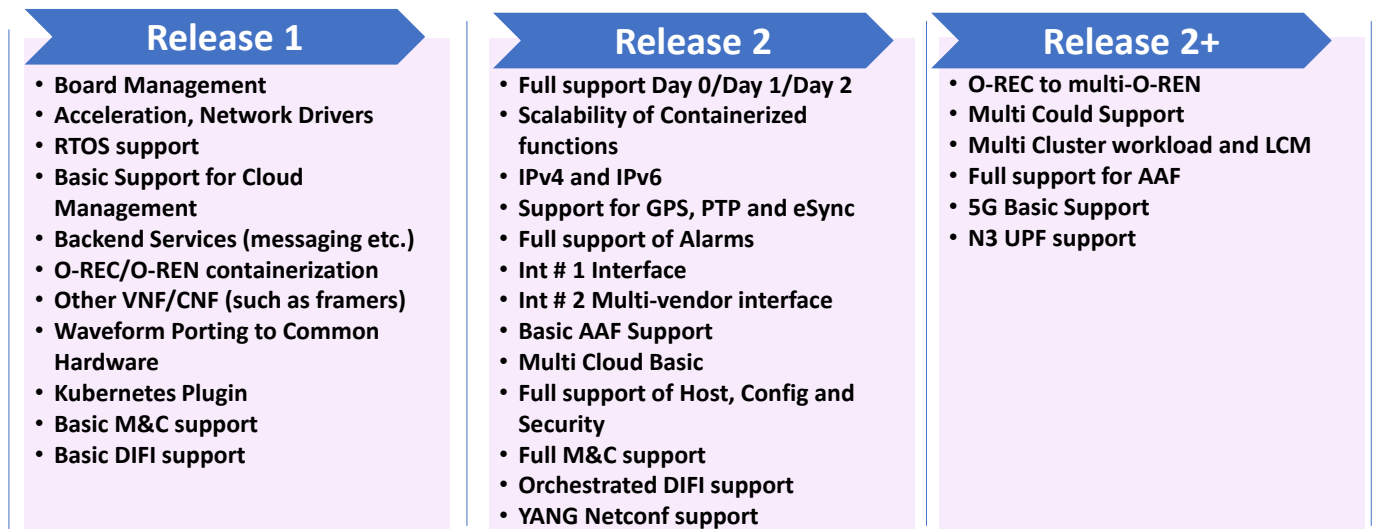 Release 1
• Board Management
• Acceleration, Network Drivers
• RTOS support
• Basic Support for Cloud
Management
• Backend Services (messaging etc.)
• O-REC/O-REN containerization
• Other VNF/CNF (such as framers)
• Waveform Porting to Common
Hardware
• Kubernetes Plugin
• Basic M&C support
• Basic DIFI support
Release 2
• Full support Day 0/Day 1/Day 2
• Scalability of Containerized
functions
• IPv4 and IPv6
• Support for GPS, PTP and eSync
• Full support of Alarms
• Int # 1 Interface
• Int # 2 Multi-vendor interface
• Basic AAF Support
• Multi Cloud Basic
• Full support of Host, Config and
Security
• Full M&C support
• Orchestrated DIFI support
• YANG Netconf support
Release 2+
• O-REC to multi-O-REN
• Multi Could Support
• Multi Cluster workload and LCM
• Full support for AAF
• 5G Basic Support
• N3 UPF support